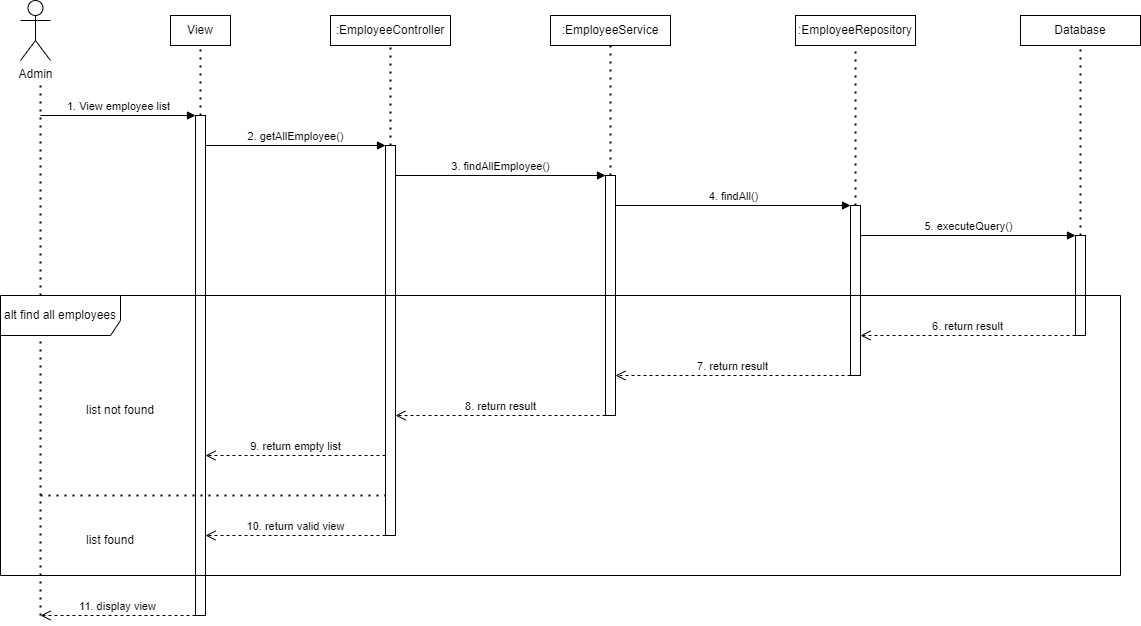 View
:EmployeeController
:EmployeeService
:EmployeeRepository
Database
Admin
1. View employee list
2. getAllEmployee()
3. findAllEmployee()
4. findAll()
5. executeQuery()
alt find all employees
6. return result
7. return result
8. return result
list not found
9. return empty list
10. return valid view
list found
11. display view